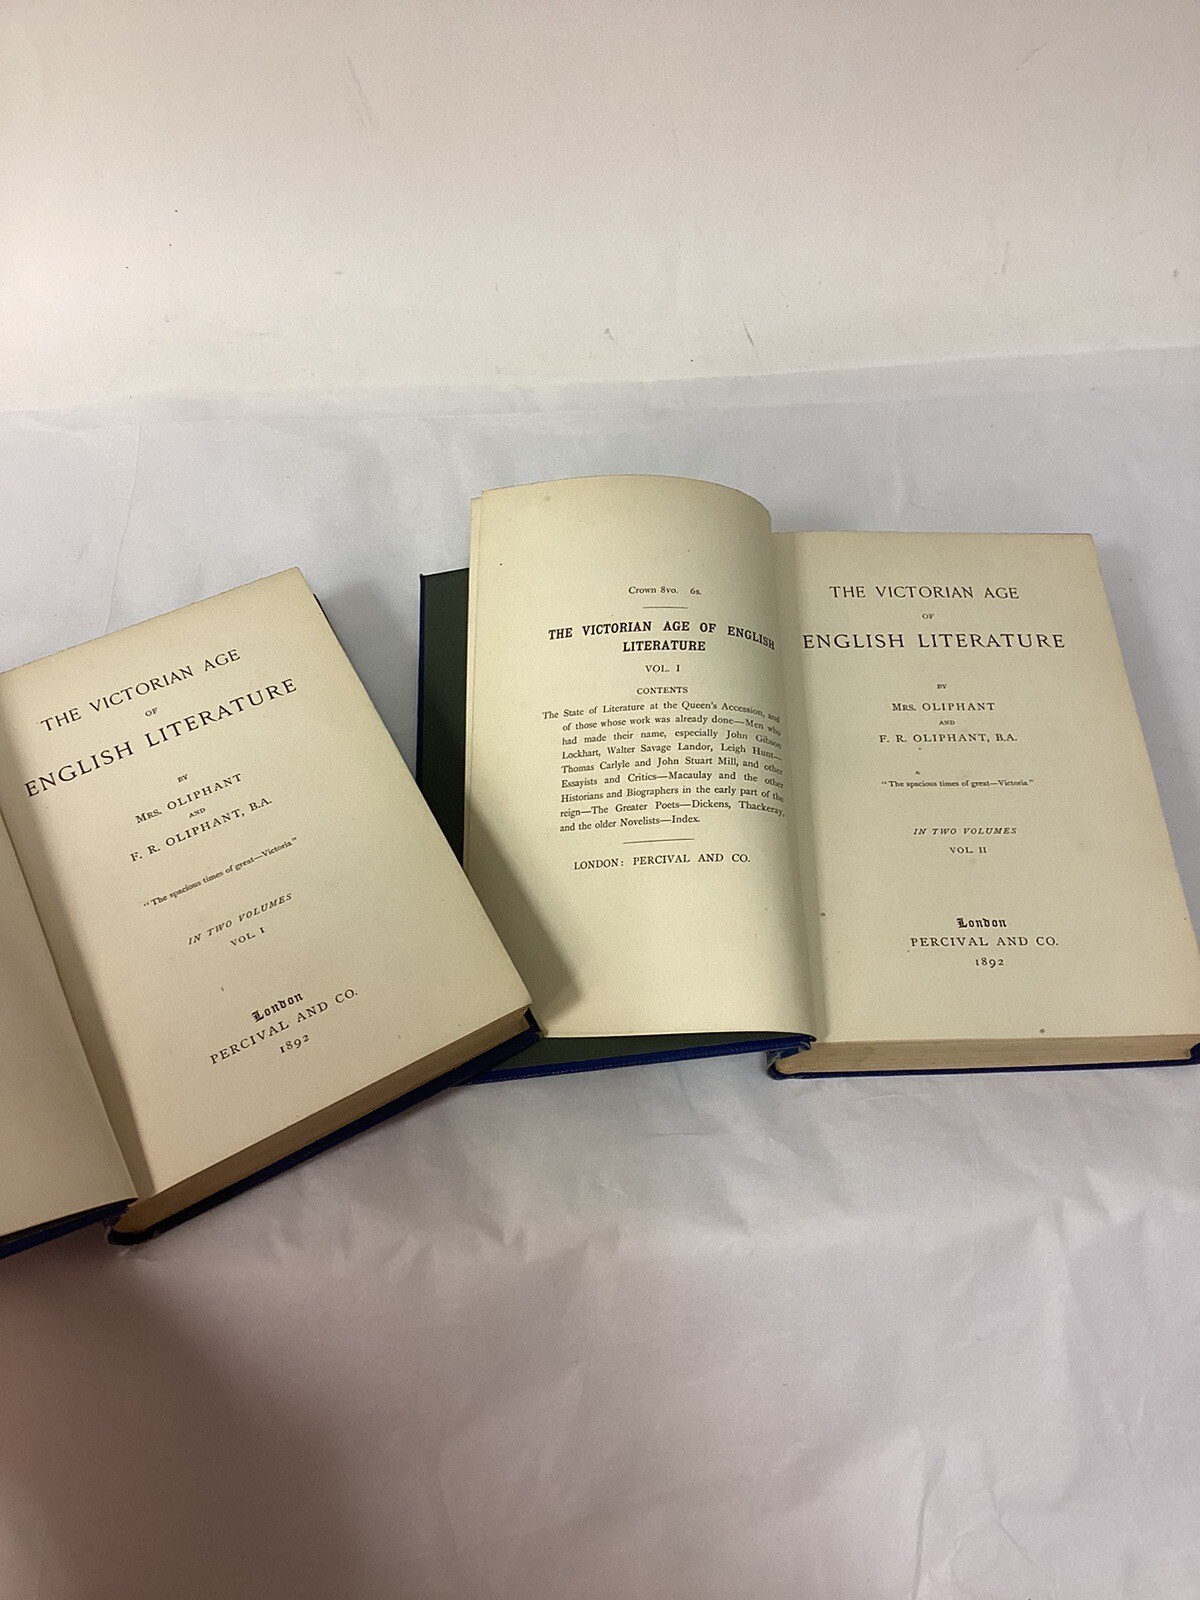 THE VICTORIAN AGE
OF
ENGLISH LITERATURE
BY
MRS. OLIPHANT
AND
F. R. OLIPHANT, B.A.
"The spacious times of great—Victoria"
IN TWO VOLUMES
VOL. I
London
PERCIVAL AND CO.
1892
Crown 8vo. 6s.
THE VICTORIAN AGE OF ENGLISH
LITERATURE
VOL. I
CONTENTS
The State of Literature at the Queen's Accession, and
of those whose work was already done—Men who
had made their name, especially John Gibson
Lockhart, Walter Savage Landor, Leigh Hunt—
Thomas Carlyle and John Stuart Mill, and other
Essayists and Critics—Macaulay and the other
Historians and Biographers in the early part of the
reign—The Greater Poets—Dickens, Thackeray,
and the older Novelists—Index.
LONDON: PERCIVAL AND CO.
THE VICTORIAN AGE
OF
ENGLISH LITERATURE
BY
MRS. OLIPHANT
AND
F. R. OLIPHANT, B.A.
"The spacious times of great—Victoria"
IN TWO VOLUMES
VOL. II
London
PERCIVAL AND CO.
1892